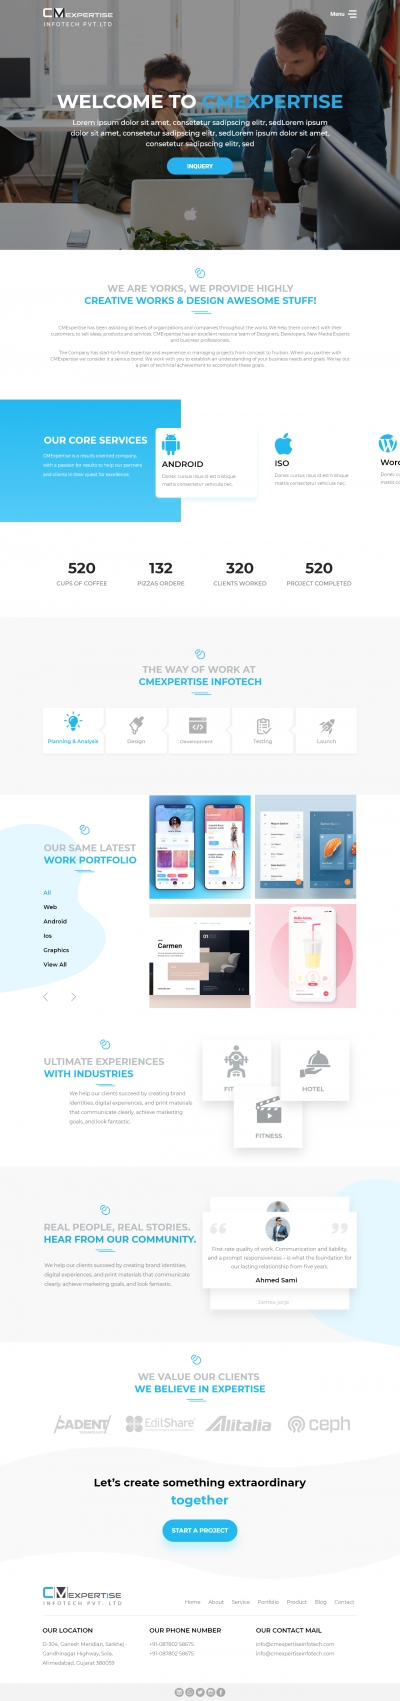 CMEXPERTISE
INFOTECH PVT.LTD
Menu
WELCOME TO CMEXPERTISE
Lorem ipsum dolor sit amet, consetetur sadipscing elitr, sedLorem ipsum
dolor sit amet, consetetur sadipscing elitr, sedLorem ipsum dolor sit
amet, consetetur sadipscing elitr, sed
INQUERY
WE ARE YORKS, WE PROVIDE HIGHLY
CREATIVE WORKS & DESIGN AWESOME STUFF!
CMExpertise has been assisting all levels of organizations and companies throughout the world. We help them connect with their
customers, to sell ideas, products and services. CMExpertise has an excellent resource team of Designers, Developers, New Media Experts
and business professionals.
The Company has start-to-finish expertise and experience in managing projects from concept to fruition. When you partner with
CMExpertise we consider it a serious bond. We work with you to establish an understanding of your business needs and goals. We lay out
a plan of technical achievement to accomplish these goals.
OUR CORE SERVICES
CMExpertise is a results oriented company,
with a passion for results to help our partners
and clients in their quest for excellence.
ANDROID
Donec cursus risus id est tristique
mattis consectetur vehicula nec.
ISO
Donec cursus risus id est tristique
mattis consectetur vehicula nec.
Wor
Donec cu
mattis co
520
CUPS OF COFFEE
132
PIZZAS ORDERE
320
CLIENTS WORKED
520
PROJECT COMPLETED
THE WAY OF WORK AT
CMEXPERTISE INFOTECH
Planning & Analysis
Design
Development
Testing
Launch
OUR SAME LATEST
WORK PORTFOLIO
All
Web
Android
Ios
Graphics
View All
Carmen
01
ULTIMATE EXPERIENCES
WITH INDUSTRIES
We help our clients succeed by creating brand
identities, digital experiences, and print materials
that communicate clearly, achieve marketing
goals, and look fantastic.
FIT
HOTEL
FITNESS
REAL PEOPLE, REAL STORIES.
HEAR FROM OUR COMMUNITY.
We help our clients succeed by creating brand identities,
digital experiences, and print materials that communicate
clearly, achieve marketing goals, and look fantastic.
First-rate quality of work, Communication and liability,
and a prompt responsiveness - is what the foundation for
our lasting relationship from five years.
Ahmed Sami
James jorje
WE VALUE OUR CLIENTS
WE BELIEVE IN EXPERTISE
CADENT
TECHNOLOGY
EditShare
Alitalia
ceph
Let's create something extraordinary
together
START A PROJECT
CMEXPERTISE
INFOTECH PVT. LTD
Home About Service Portfolio Product Blog Contact
OUR LOCATION
D-304, Ganesh Meridian, Sarkhej -
Gandhinagar Highway, Sola,
Ahmedabad, Gujarat 380059
OUR PHONE NUMBER
+91-087802 58675
+91-087802 58675
OUR CONTACT MAIL
info@cmexpertiseinfotech.com
info@cmexpertiseinfotech.com